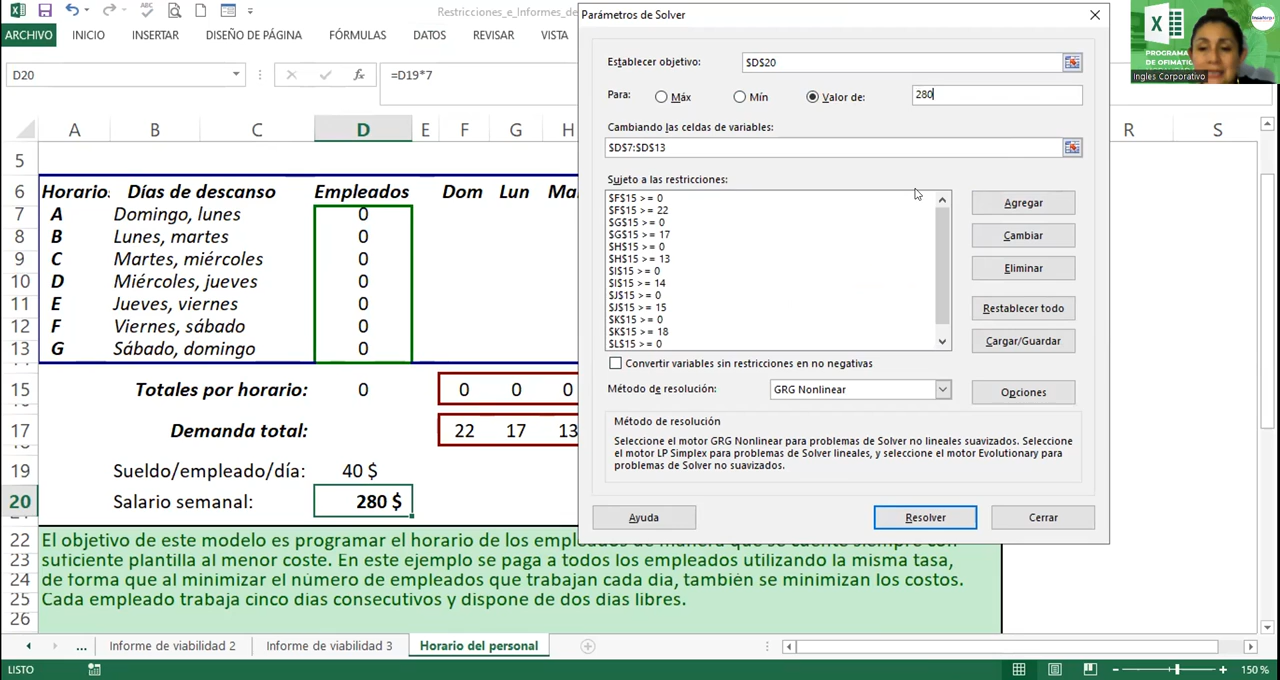 Restricciones_e_Informes_de
ARCHIVO INICIO INSERTAR DISEÑO DE PÁGINA FÓRMULAS DATOS REVISAR VISTA
D20 fx =D19*7
A B C D E F G H R S
5
6 Horario: Días de descanso Empleados Dom Lun Ma
7 A Domingo, lunes 0
8 B Lunes, martes 0
9 C Martes, miércoles 0
10 D Miércoles, jueves 0
11 E Jueves, viernes 0
12 F Viernes, sábado 0
13 G Sábado, domingo 0
15 Totales por horario: 0 0 0 0
17 Demanda total: 22 17 13
19 Sueldo/empleado/día: 40 $
20 Salario semanal: 280 $
22 El objetivo de este modelo es programar el horario de los empleados de manera que se cuente siempre con
23 suficiente plantilla al menor coste. En este ejemplo se paga a todos los empleados utilizando la misma tasa,
24 de forma que al minimizar el número de empleados que trabajan cada día, también se minimizan los costos.
25 Cada empleado trabaja cinco días consecutivos y dispone de dos días libres.
26
... Informe de viabilidad 2 Informe de viabilidad 3 Horario del personal
LISTO 150 %
Parámetros de Solver
Establecer objetivo: $D$20
Para: Máx Mín Valor de: 280
Cambiando las celdas de variables:
$D$7:$D$13
Sujeto a las restricciones:
$F$15 >= 0
$F$15 >= 22
$G$15 >= 0
$G$15 >= 17
$H$15 >= 0
$H$15 >= 13
$I$15 >= 0
$I$15 >= 14
$J$15 >= 0
$J$15 >= 15
$K$15 >= 0
$K$15 >= 18
$L$15 >= 0
Agregar
Cambiar
Eliminar
Restablecer todo
Cargar/Guardar
Convertir variables sin restricciones en no negativas
Método de resolución: GRG Nonlinear Opciones
Método de resolución
Seleccione el motor GRG Nonlinear para problemas de Solver no lineales suavizados. Seleccione
el motor LP Simplex para problemas de Solver lineales, y seleccione el motor Evolutionary para
problemas de Solver no suavizados.
Ayuda Resolver Cerrar
PROGRAMA
DE OFIMATIC
Ingles Corporativo